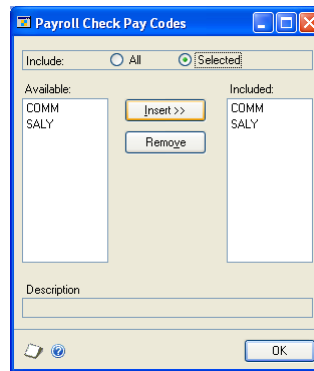 Payroll Check Pay Codes
Include: All Selected
Available: Included:
COMM Insert >> COMM
SALY SALY
Remove
Description
OK